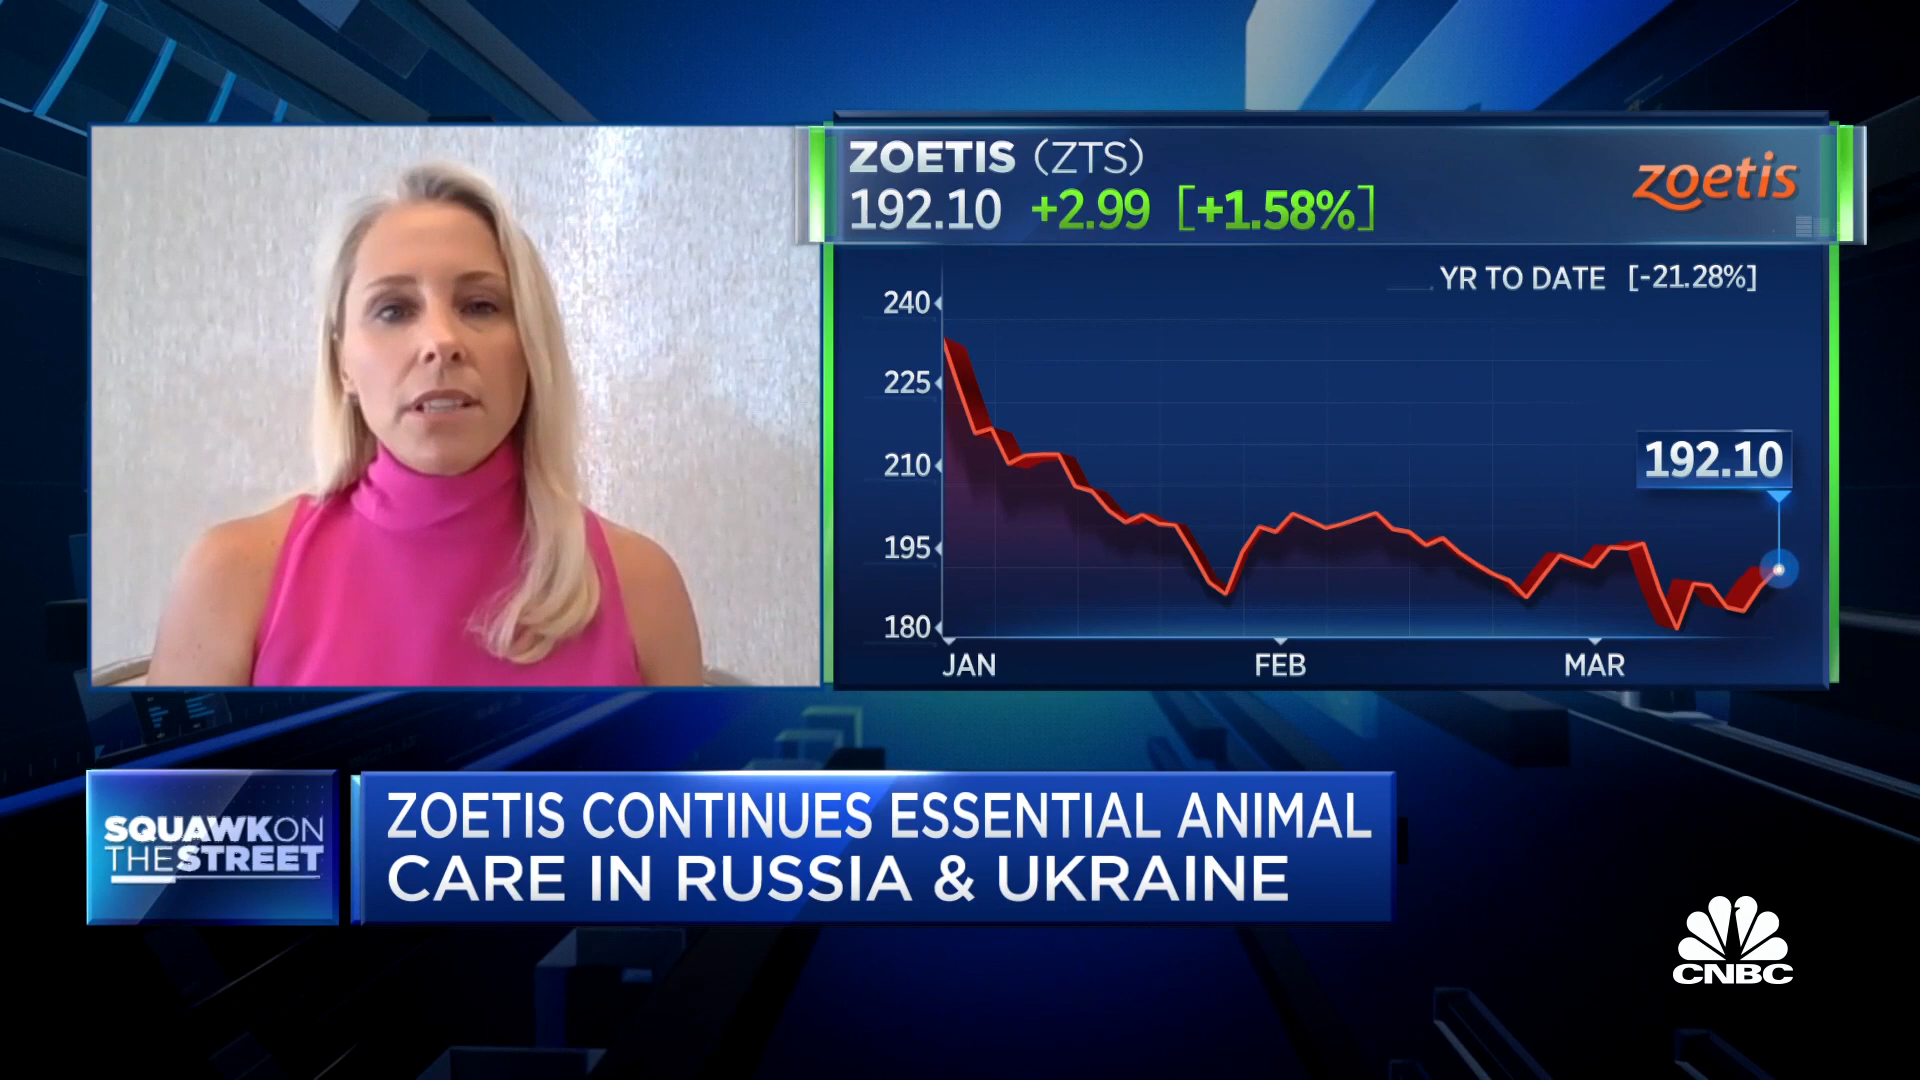 ZOETIS (ZTS)
192.10 +2.99 [+1.58%]
zoetis
YR TO DATE [-21.28%]
240
225
210
195
180
192.10
JAN FEB MAR
SQUAWK ON
THE STREET
ZOETIS CONTINUES ESSENTIAL ANIMAL
CARE IN RUSSIA & UKRAINE
CNBC